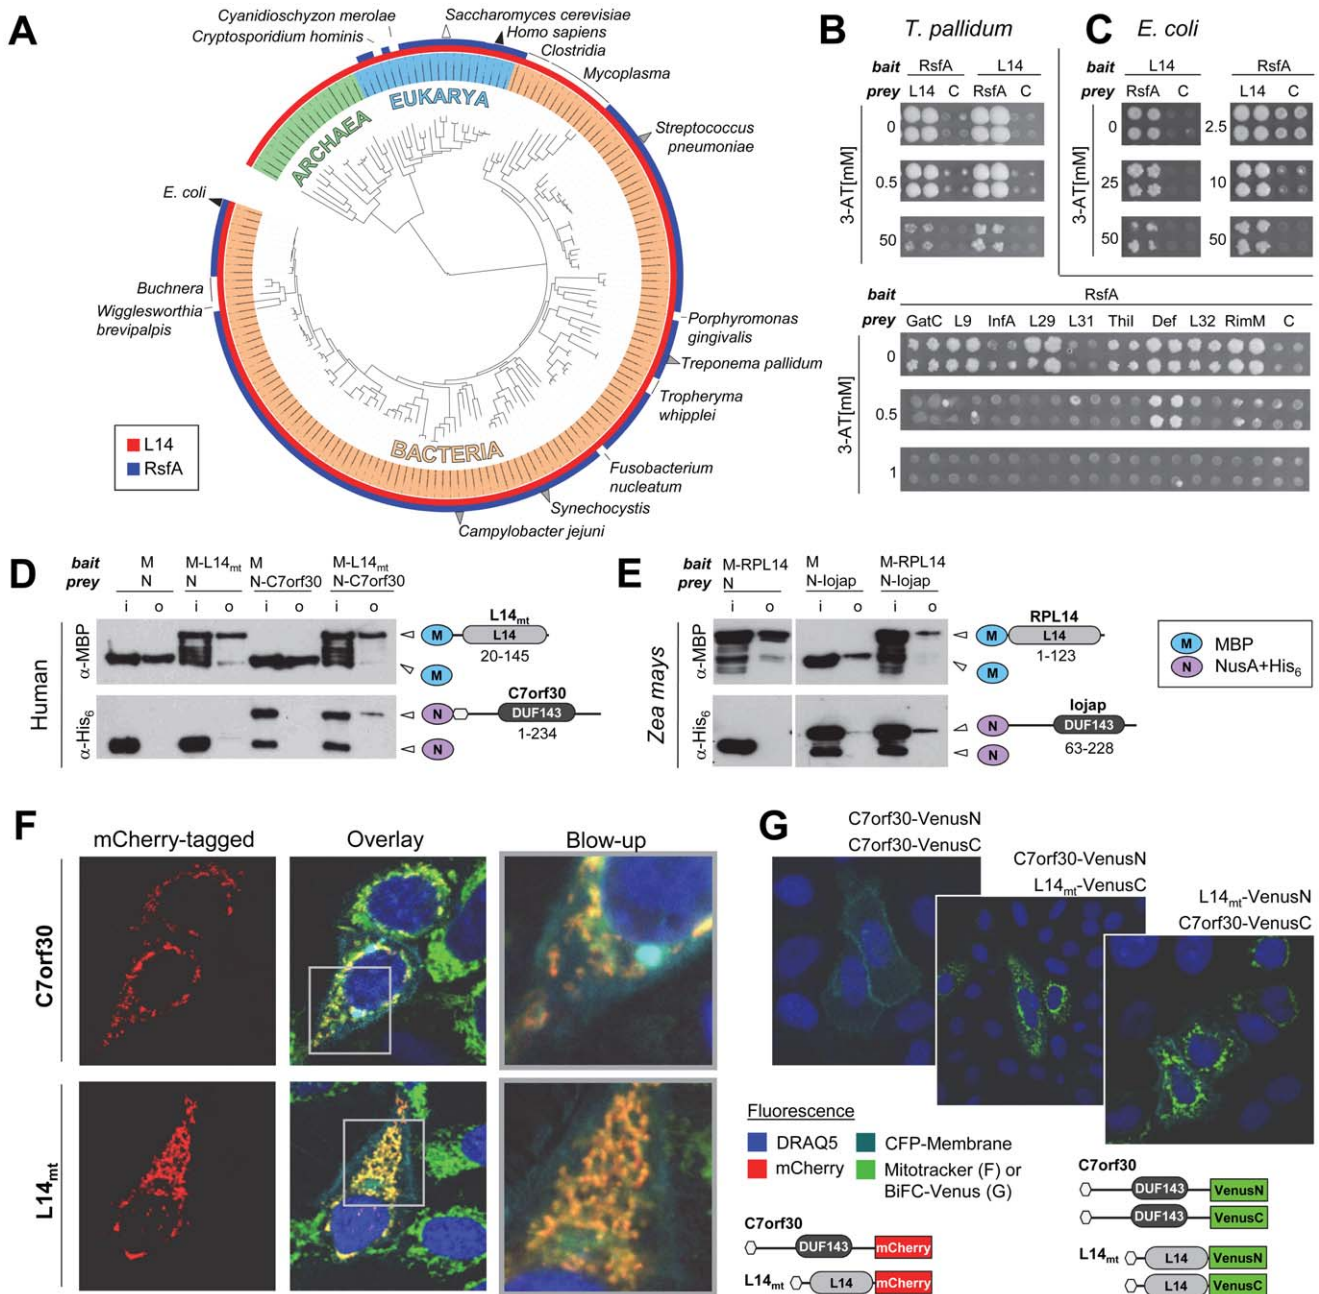 A
Cyanidioschyzon merolae
Cryptosporidium hominis
Saccharomyces cerevisiae
Homo sapiens
Clostridia
Mycoplasma
Streptococcus
pneumoniae
E. coli
Buchnera
Wigglesworthia
brevipalpis
Porphyromonas
gingivalis
Treponema pallidum
Tropheryma
whipplei
Fusobacterium
nucleatum
Synechocystis
Campylobacter jejuni
ARCHAEA
EUKARYA
BACTERIA
L14
RsfA
B
T. pallidum
bait RsfA L14
prey L14 C RsfA C
3-AT[mM]
0
0.5
50
C
E. coli
bait L14 RsfA
prey RsfA C L14 C
3-AT[mM]
0 2.5
25 10
50 50
bait RsfA
prey GatC L9 InfA L29 L31 ThiI Def L32 RimM C
3-AT[mM]
0
0.5
1
D
bait M M-L14mt M M-L14mt
prey N N N-C7orf30 N-C7orf30
i o i o i o i o
Human
α-MBP
α-His6
L14mt
M L14
20-145
M
C7orf30
N DUF143
1-234
N
E
bait M-RPL14 M M-RPL14
prey N N-Iojap N-Iojap
i o i o i o
Zea mays
α-MBP
α-His6
RPL14
M L14
1-123
M
Iojap
N DUF143
63-228
N
M MBP
N NusA+His6
F
mCherry-tagged Overlay Blow-up
C7orf30
L14mt
G
C7orf30-VenusN
C7orf30-VenusC
C7orf30-VenusN
L14mt-VenusC
L14mt-VenusN
C7orf30-VenusC
Fluorescence
DRAQ5 CFP-Membrane
mCherry Mitotracker (F) or
BiFC-Venus (G)
C7orf30
DUF143 mCherry
L14mt L14 mCherry
C7orf30
DUF143 VenusN
DUF143 VenusC
L14mt L14 VenusN
L14 VenusC